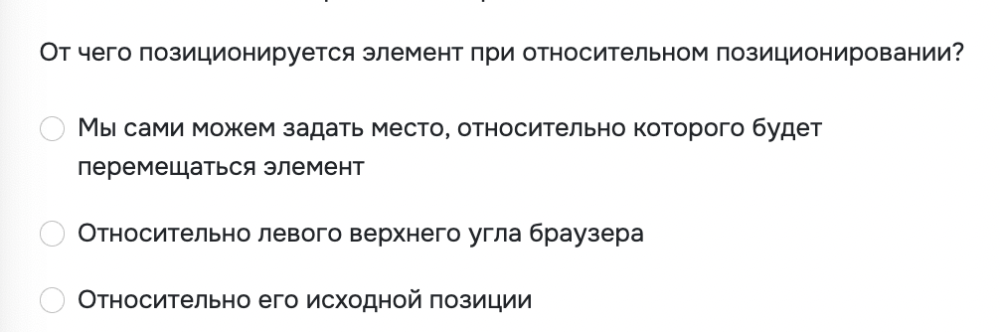 От чего позиционируется элемент при относительном позиционировании?
Мы сами можем задать место, относительно которого будет
перемещаться элемент
Относительно левого верхнего угла браузера
Относительно его исходной позиции